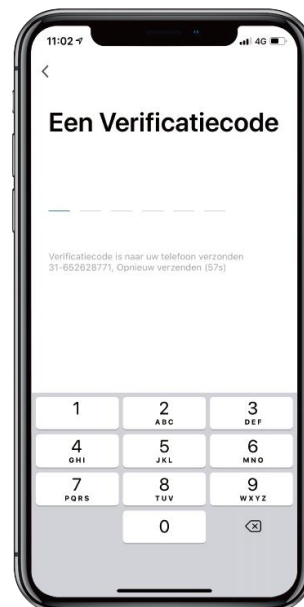 11:02
4G
Een Verificatiecode
Verificatiecode is naar uw telefoon verzonden
31-652628771, Opnieuw verzenden (57s)
1
2
ABC
3
DEF
4
GHI
5
JKL
6
MNO
7
PQRS
8
TUV
9
WXYZ
0